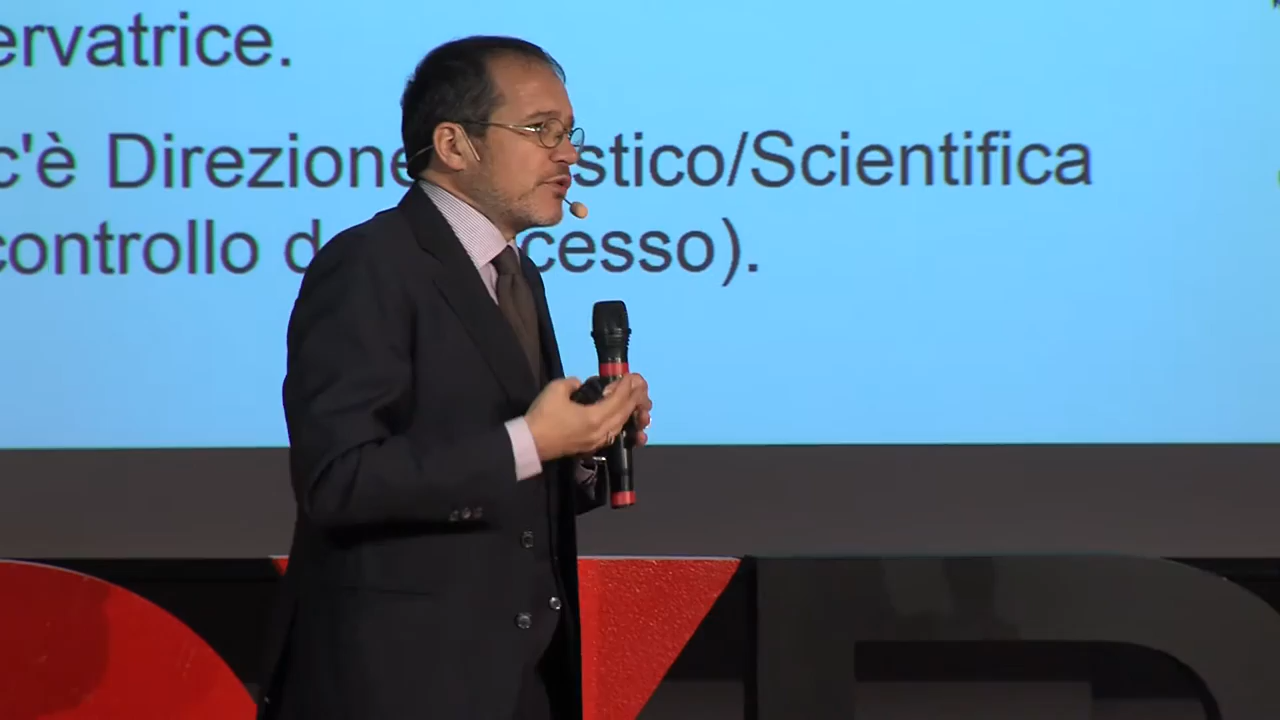 ervatrice.
c'è Direzione stico/Scientifica
controllo d cesso).